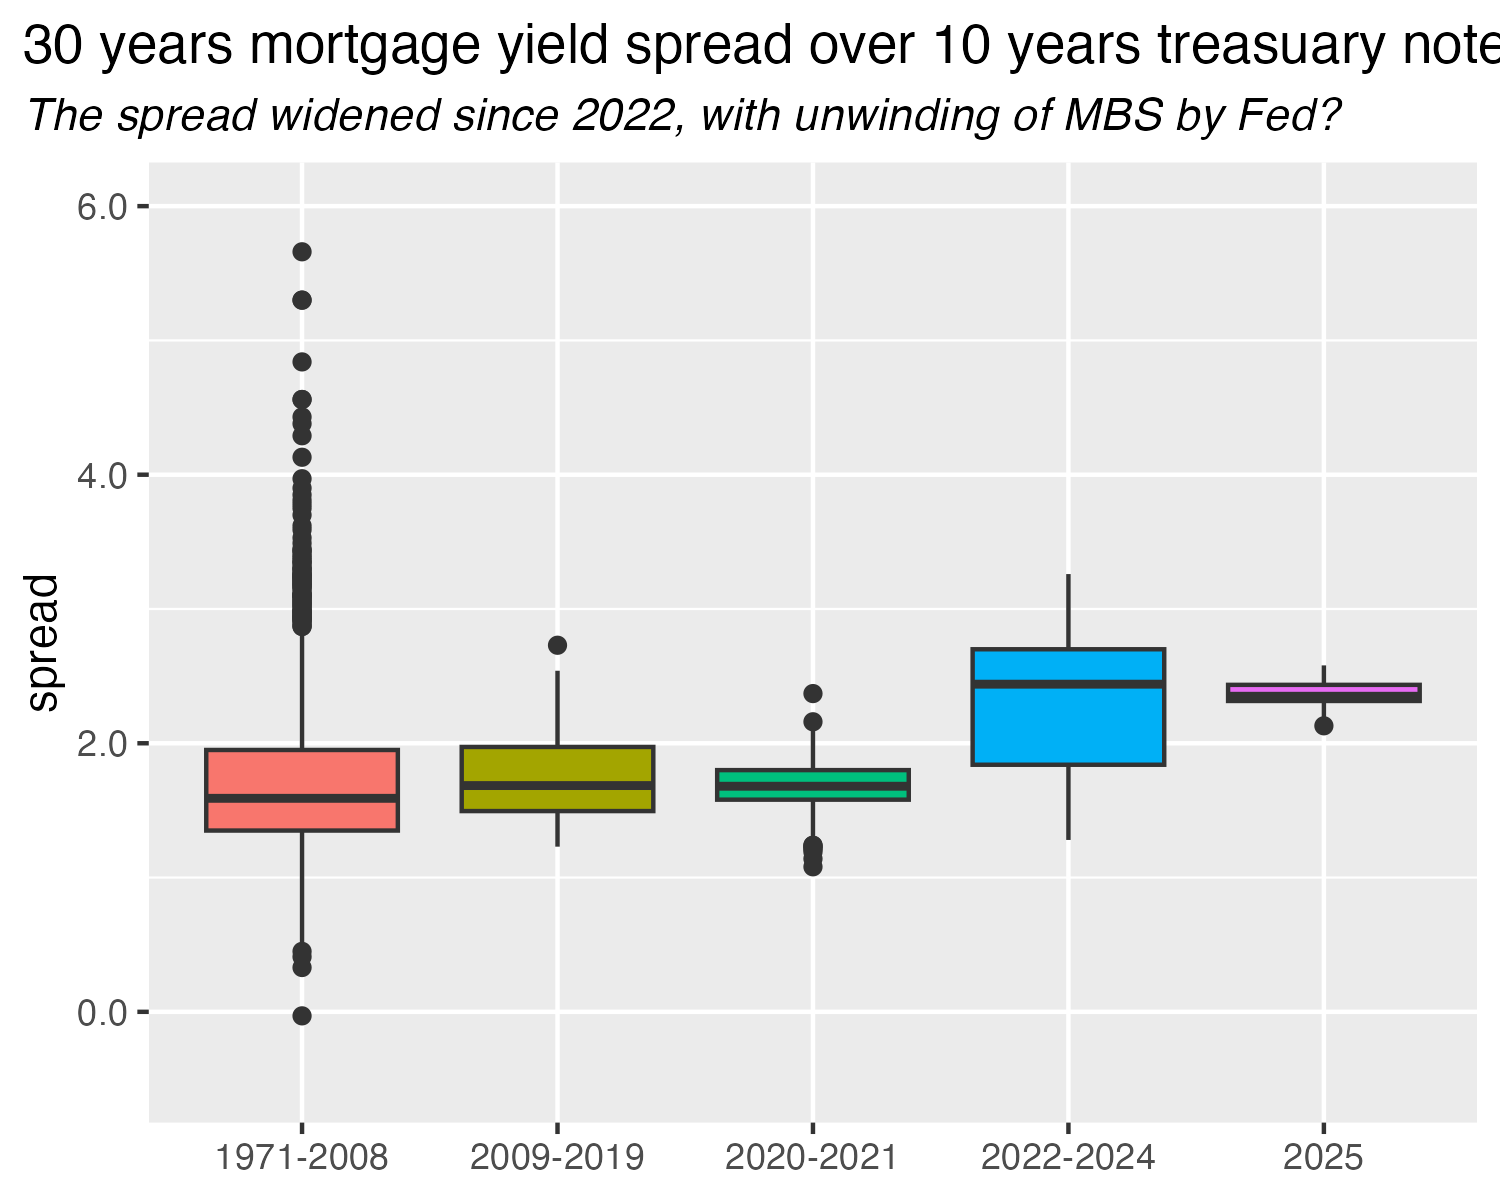 30 years mortgage yield spread over 10 years treasuary note
The spread widened since 2022, with unwinding of MBS by Fed?
6.0
4.0
2.0
0.0
spread
1971-2008 2009-2019 2020-2021 2022-2024 2025